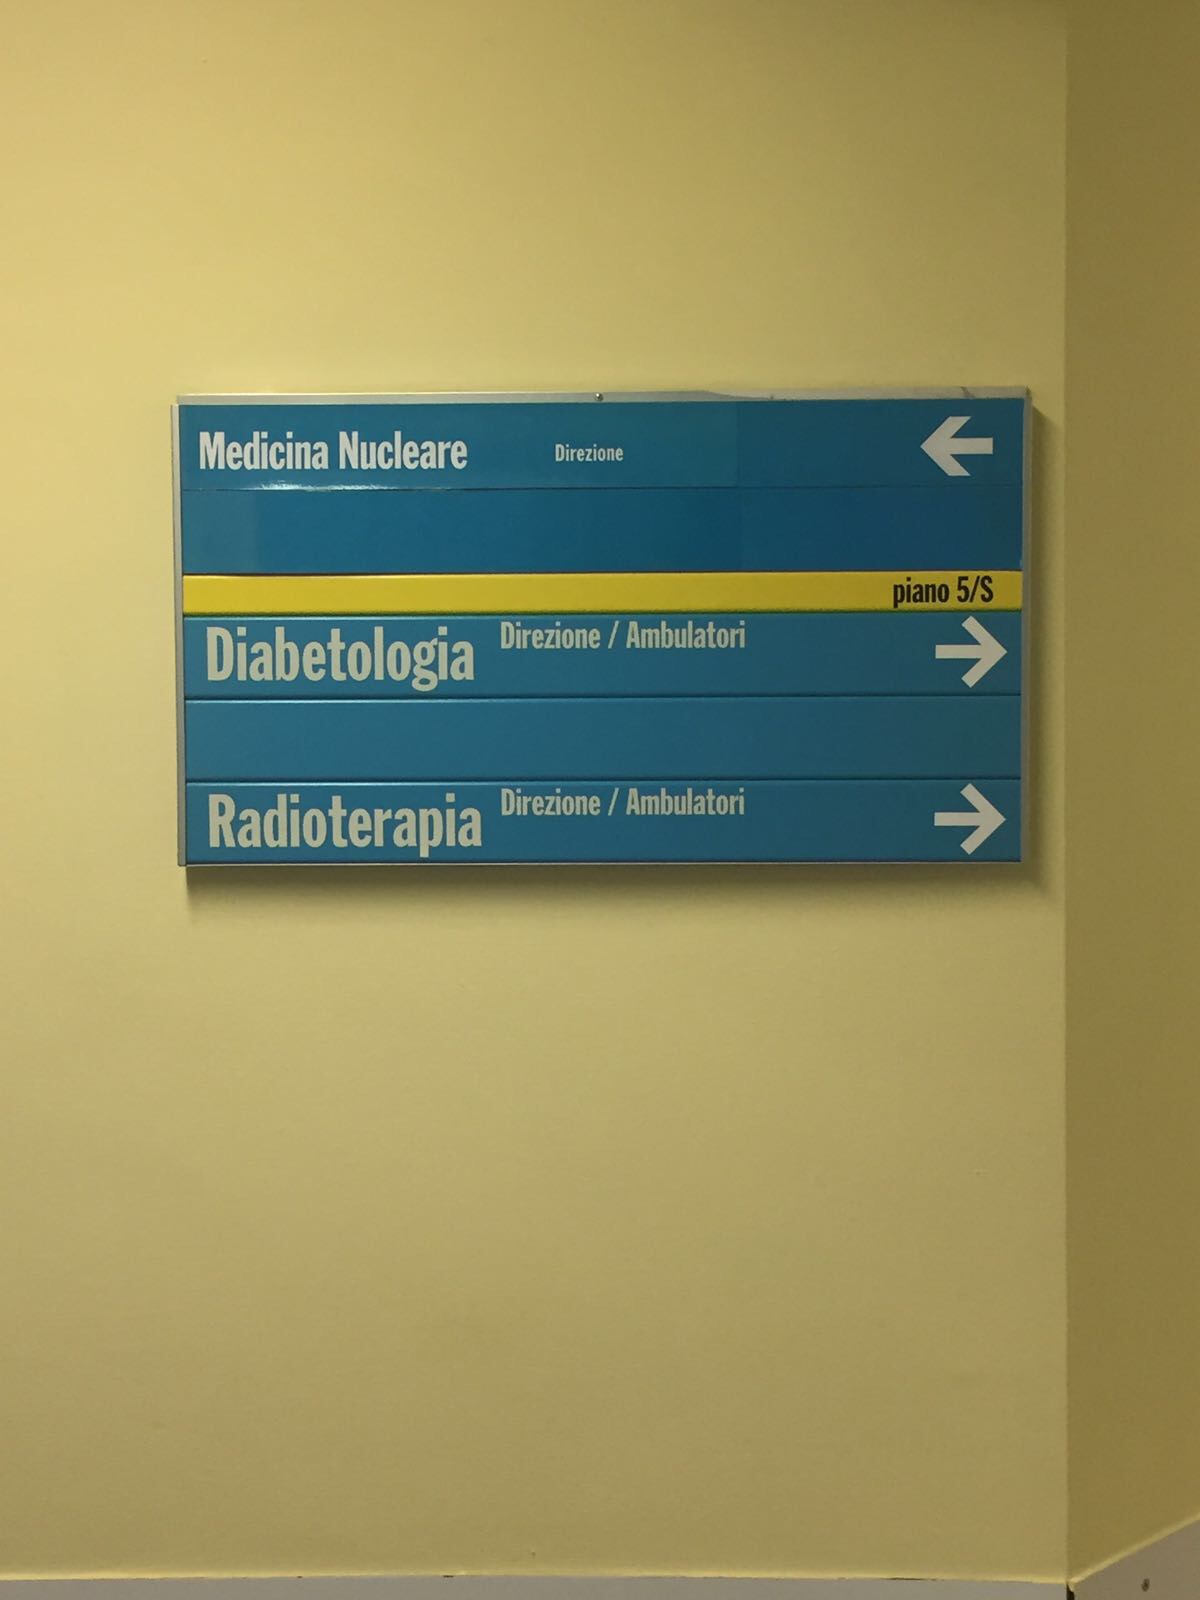 Medicina Nucleare Direzione
piano 5/S
Diabetologia Direzione / Ambulatori
Radioterapia Direzione / Ambulatori